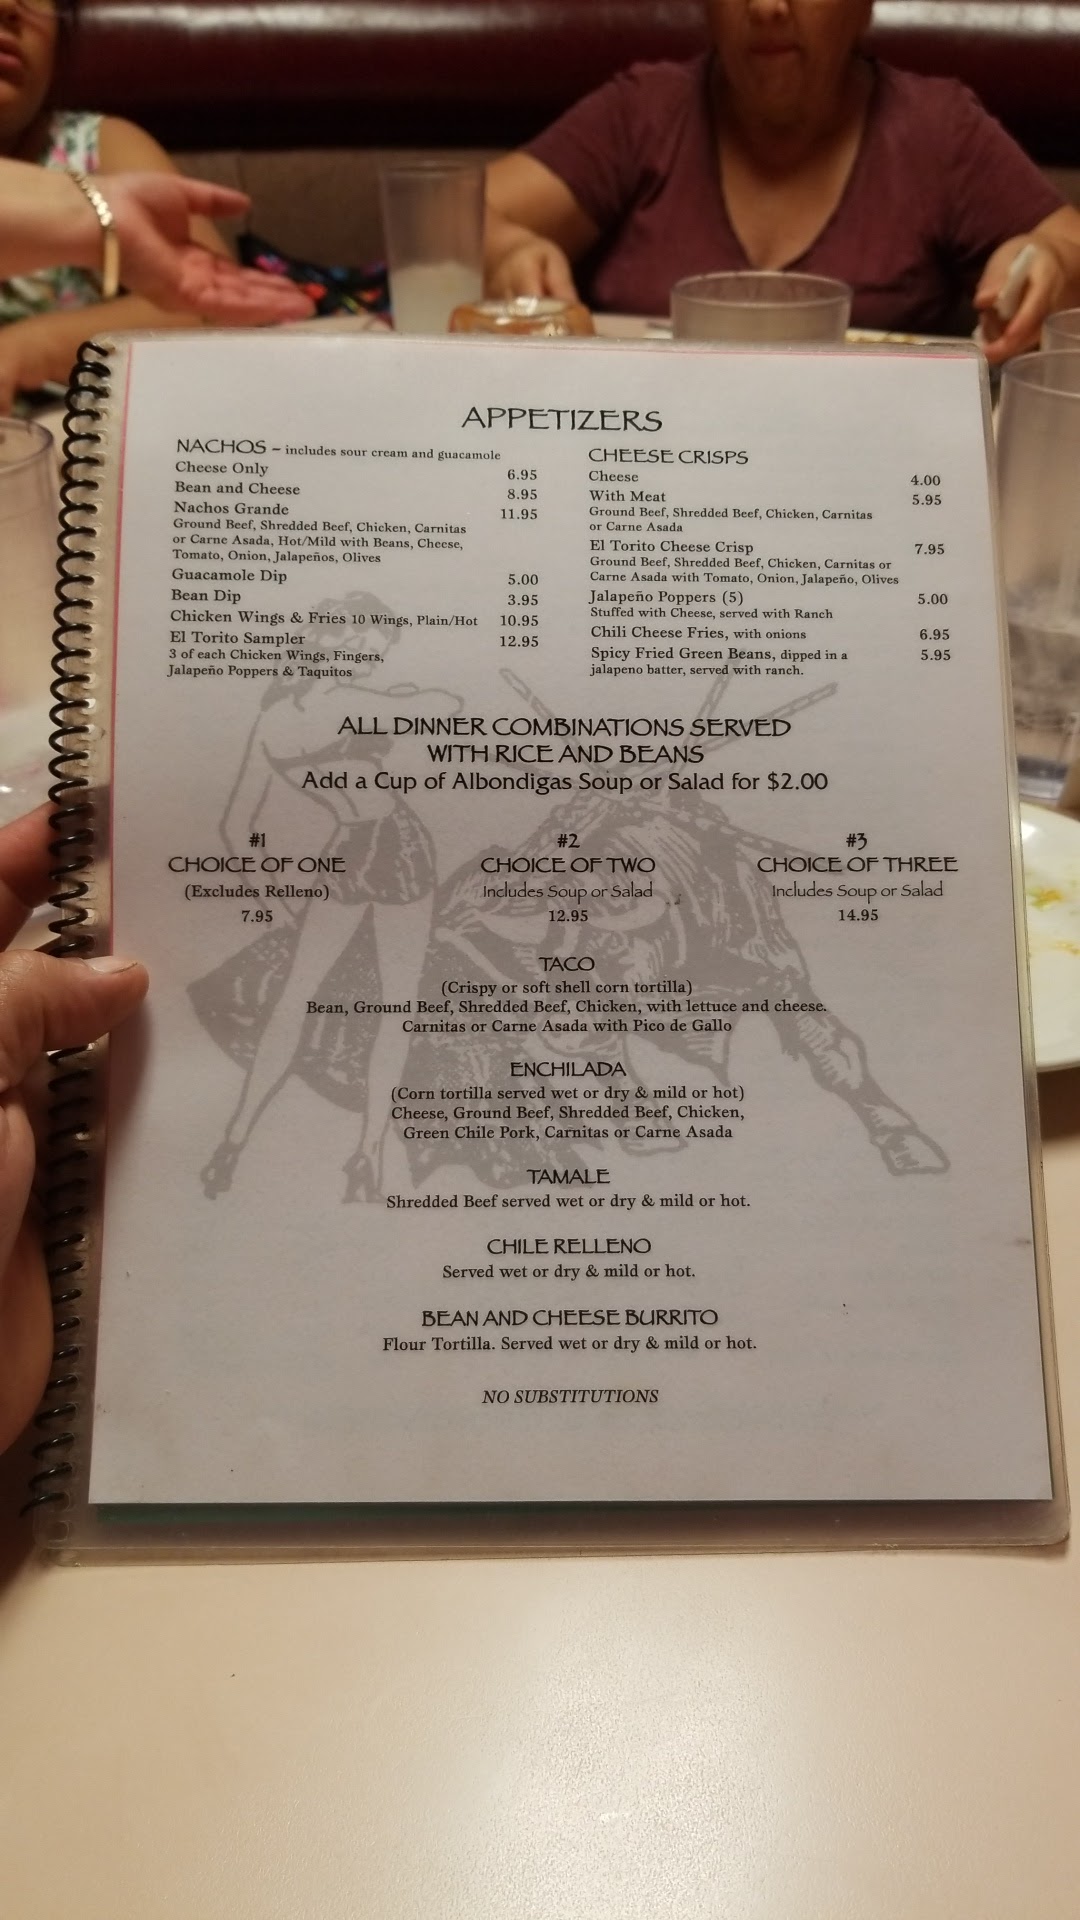 APPETIZERS
NACHOS – includes sour cream and guacamole
Cheese Only 6.95
Bean and Cheese 8.95
Nachos Grande 11.95
Ground Beef, Shredded Beef, Chicken, Carnitas
or Carne Asada, Hot/Mild with Beans, Cheese,
Tomato, Onion, Jalapeños, Olives
Guacamole Dip 5.00
Bean Dip 3.95
Chicken Wings & Fries 10 Wings, Plain/Hot 10.95
El Torito Sampler 12.95
3 of each Chicken Wings, Fingers,
Jalapeño Poppers & Taquitos
CHEESE CRISPS
Cheese 4.00
With Meat 5.95
Ground Beef, Shredded Beef, Chicken, Carnitas
or Carne Asada
El Torito Cheese Crisp 7.95
Ground Beef, Shredded Beef, Chicken, Carnitas or
Carne Asada with Tomato, Onion, Jalapeño, Olives
Jalapeño Poppers (5) 5.00
Stuffed with Cheese, served with Ranch
Chili Cheese Fries, with onions 6.95
Spicy Fried Green Beans, dipped in a 5.95
jalapeno batter, served with ranch.
ALL DINNER COMBINATIONS SERVED
WITH RICE AND BEANS
Add a Cup of Albondigas Soup or Salad for $2.00
#1
CHOICE OF ONE
(Excludes Relleno)
7.95
#2
CHOICE OF TWO
Includes Soup or Salad
12.95
#3
CHOICE OF THREE
Includes Soup or Salad
14.95
TACO
(Crispy or soft shell corn tortilla)
Bean, Ground Beef, Shredded Beef, Chicken, with lettuce and cheese.
Carnitas or Carne Asada with Pico de Gallo
ENCHILADA
(Corn tortilla served wet or dry & mild or hot)
Cheese, Ground Beef, Shredded Beef, Chicken,
Green Chile Pork, Carnitas or Carne Asada
TAMALE
Shredded Beef served wet or dry & mild or hot.
CHILE RELLENO
Served wet or dry & mild or hot.
BEAN AND CHEESE BURRITO
Flour Tortilla. Served wet or dry & mild or hot.
NO SUBSTITUTIONS